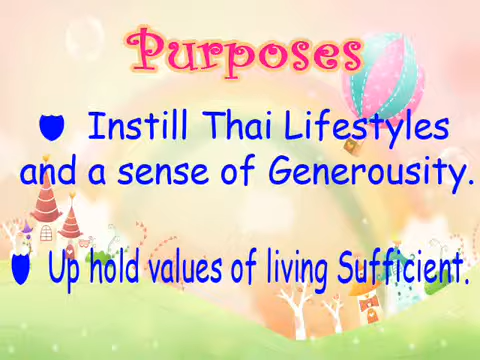 Purposes
Instill Thai Lifestyles
and a sense of Generousity.
Up hold values of living Sufficient.